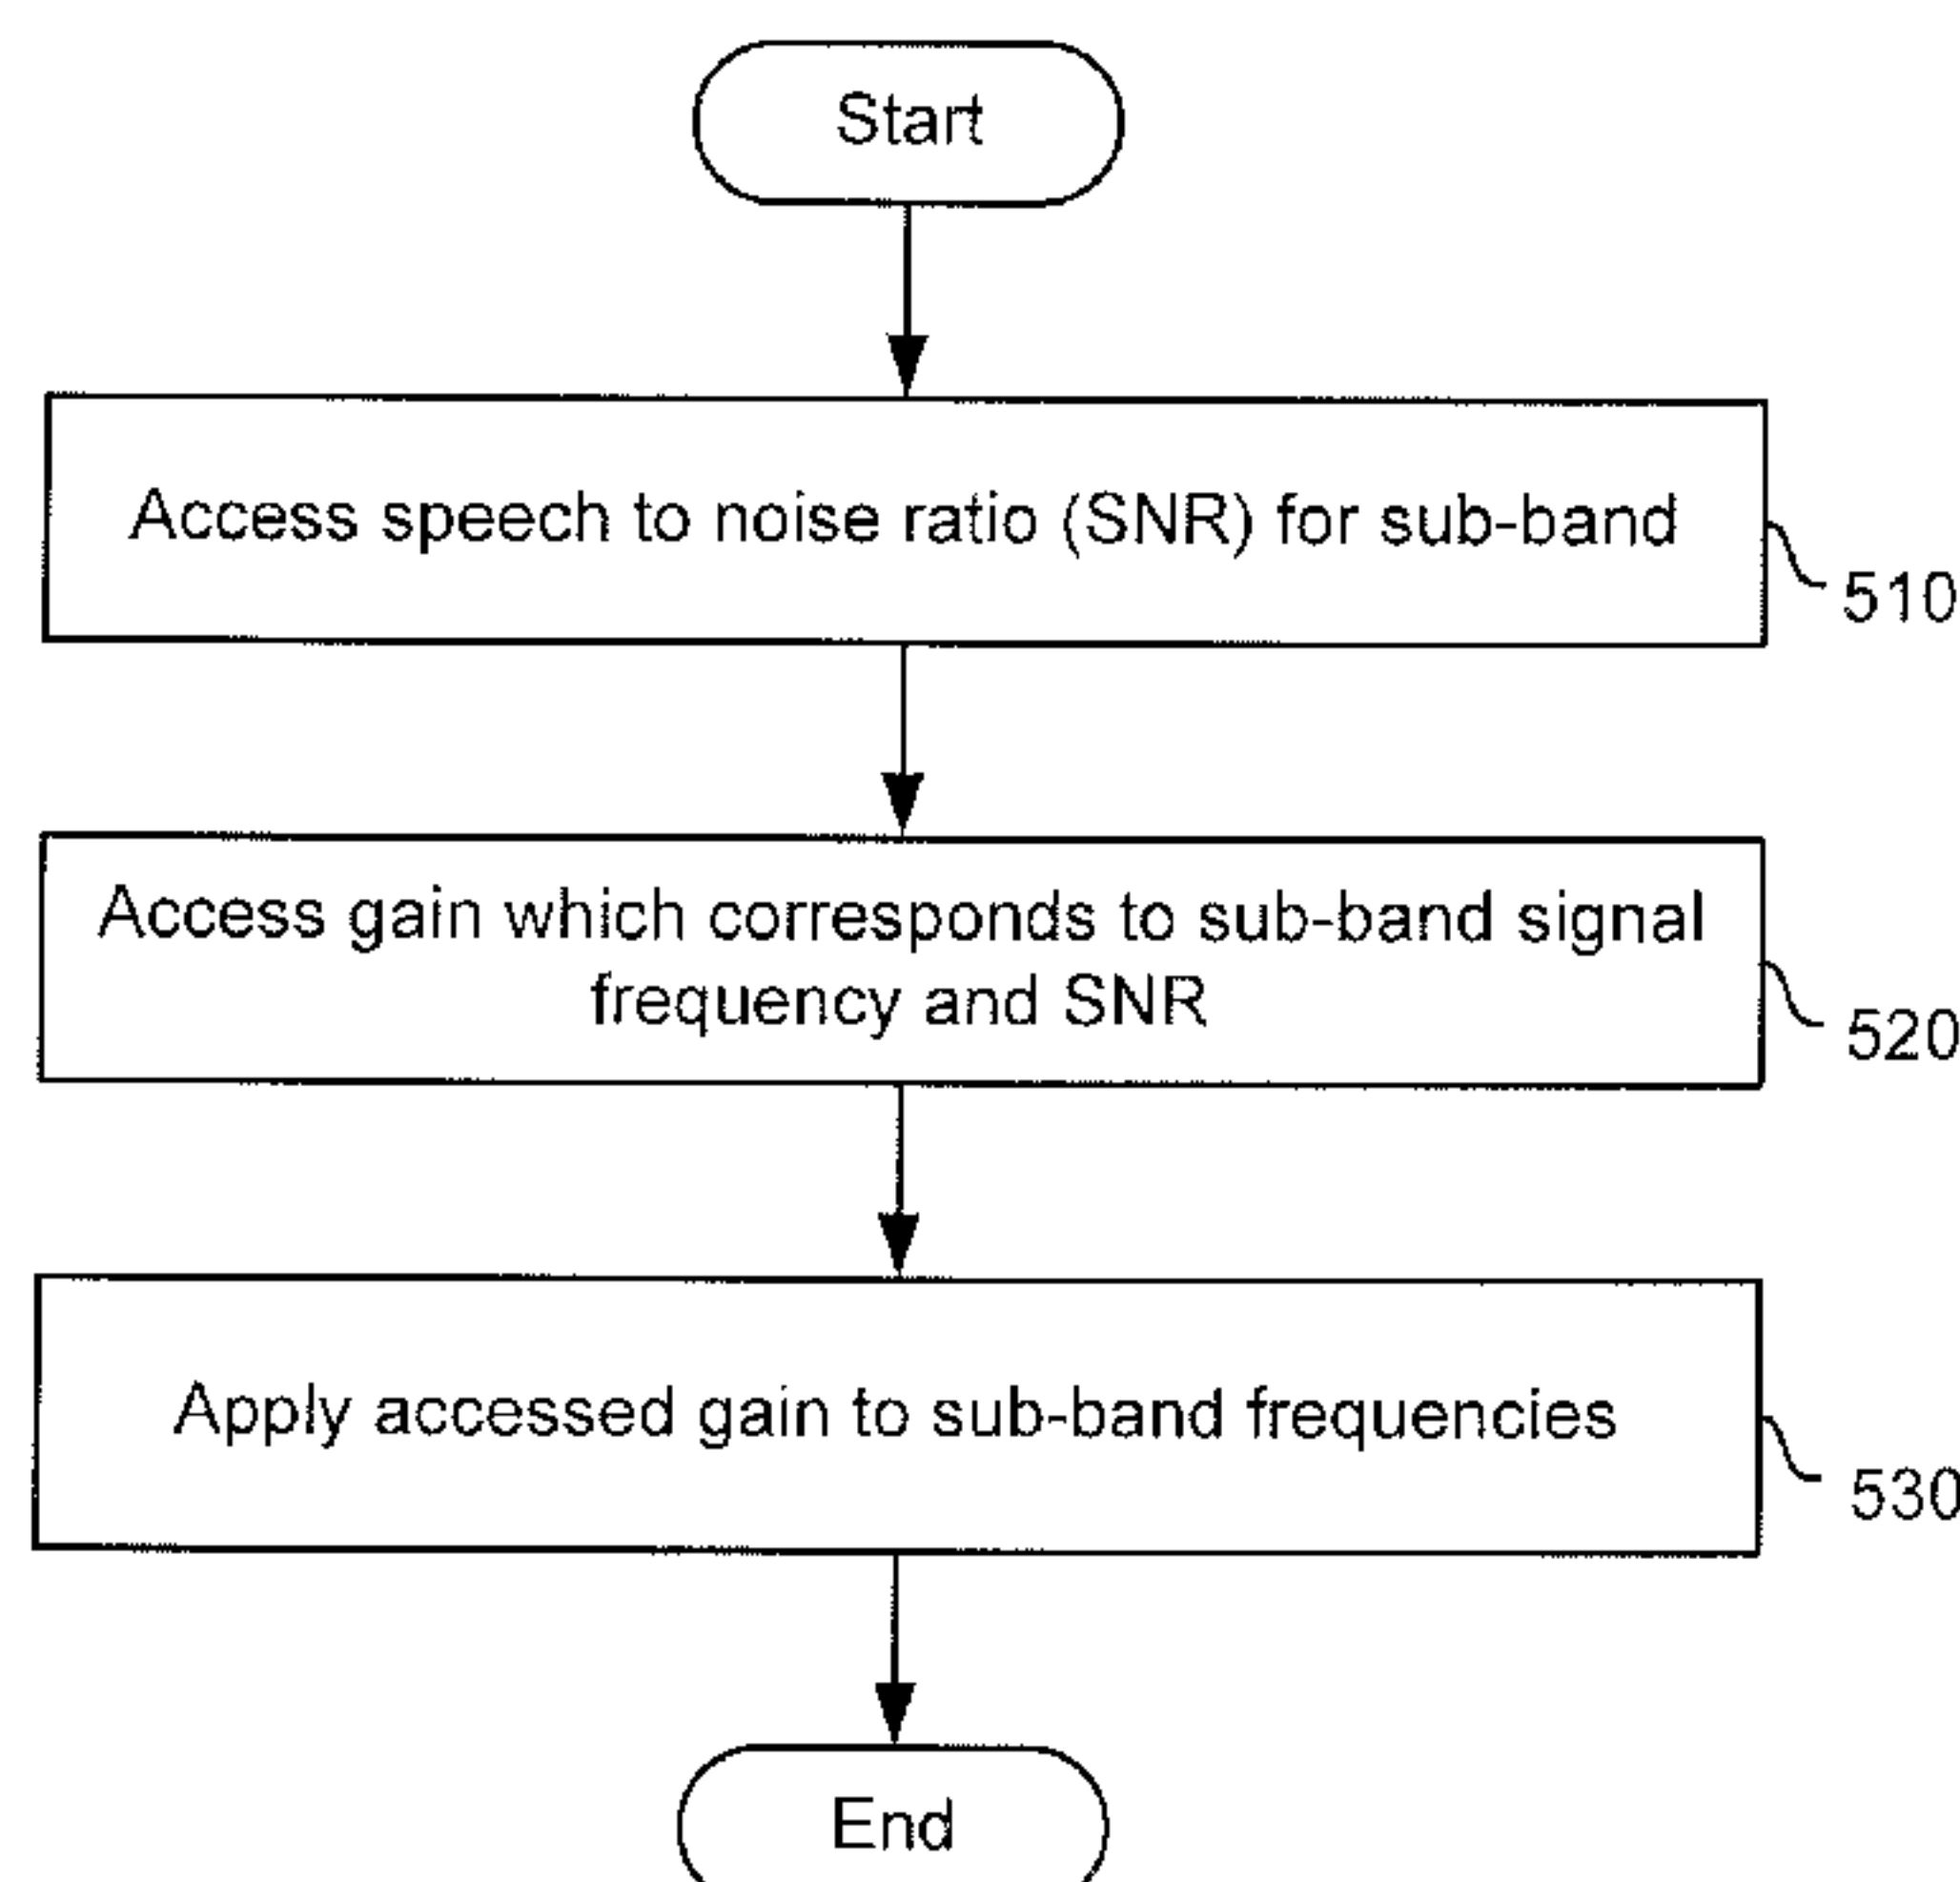 Start
Access speech to noise ratio (SNR) for sub-band
510
Access gain which corresponds to sub-band signal
frequency and SNR
520
Apply accessed gain to sub-band frequencies
530
End